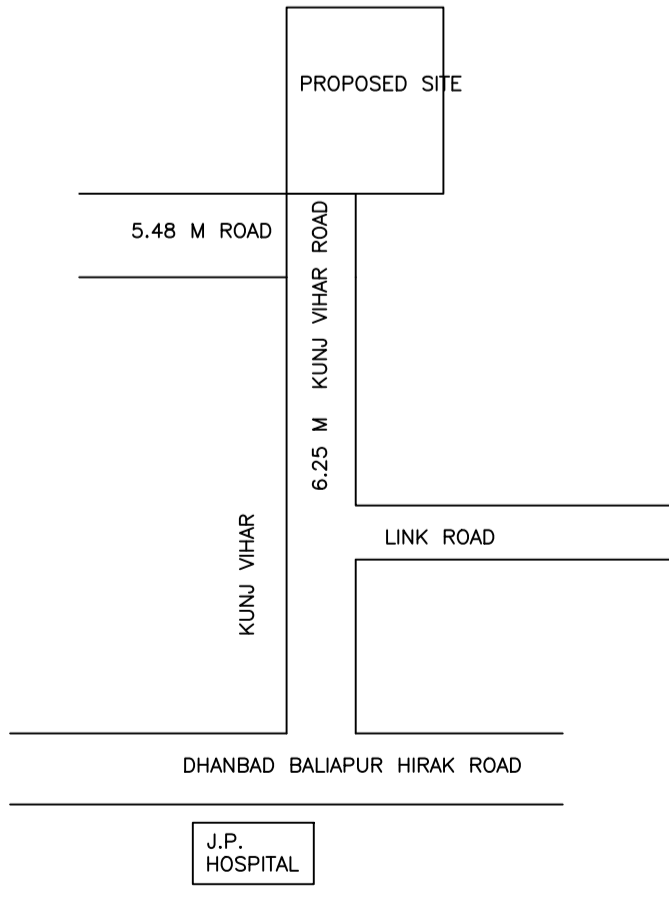 PROPOSED SITE
5.48 M ROAD
6.25 M KUNJ VIHAR ROAD
KUNJ VIHAR
LINK ROAD
DHANBAD BALIAPUR HIRAK ROAD
J.P.
HOSPITAL